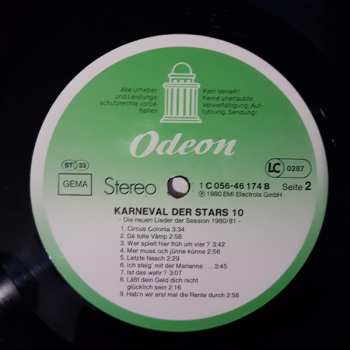 Alle Urheber-
und Leistungs-
schutzrechte vorbe-
halten
Kein Verleih!
Keine unerlaubte
Vervielfältigung, Auf-
führung, Sendung!
Odeon
ST 33
GEMA
Stereo
1 C 056-46 174 B
℗ 1980 EMI Electrola GmbH
LC 0287
Seite 2
KARNEVAL DER STARS 10
- Die neuen Lieder der Session 1980/81 -
1. Circus Colonia 3:34
2. Dä tolle Vämp 2:56
3. Wer spielt hier früh um vier? 3:42
4. Mer muss och jünne künne 2:56
5. Letzte Naach 2:29
6. Ich steig' mit der Marianne ... 3:45
7. Ist das wahr? 3:07
8. Laßt dein Geld dich nicht
glücklich sein 2:16
9. Hab'n wir erst mal die Rente durch 2:58